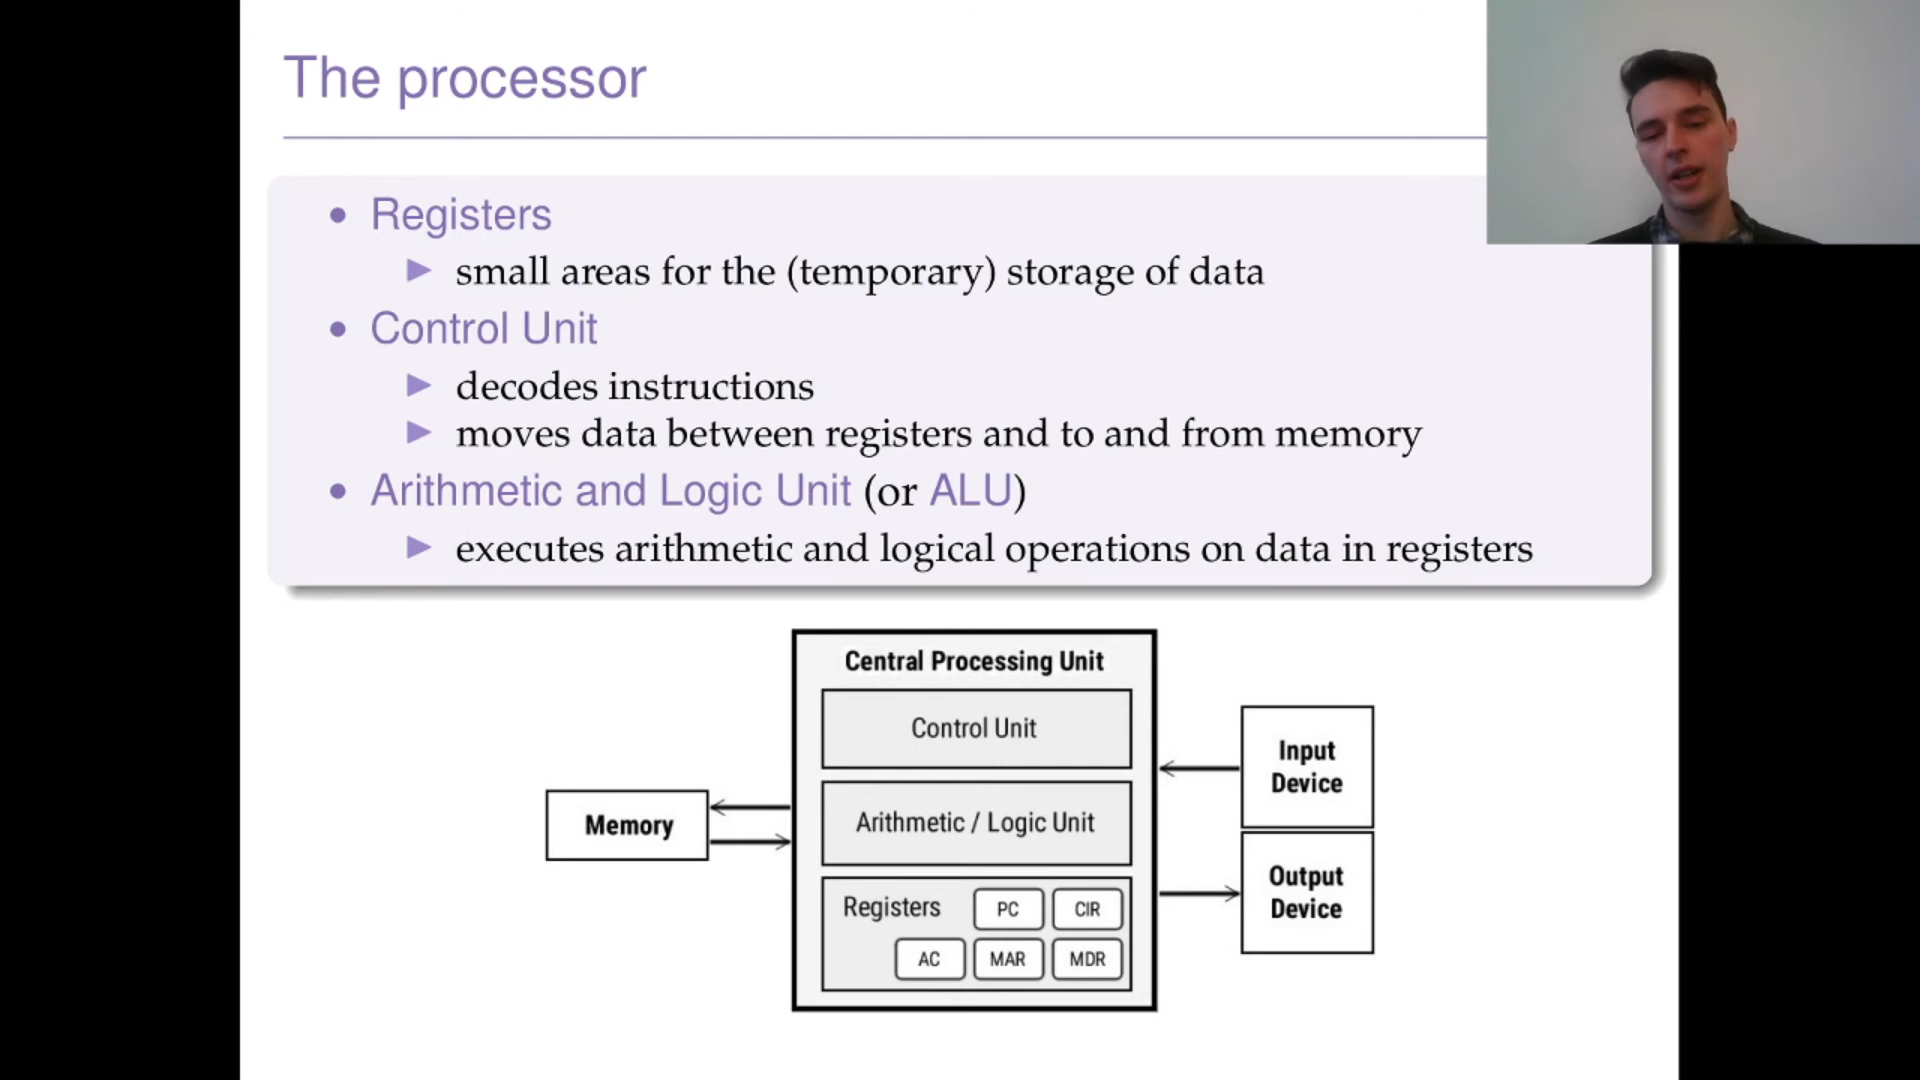 The processor
• Registers
▶ small areas for the (temporary) storage of data
• Control Unit
▶ decodes instructions
▶ moves data between registers and to and from memory
• Arithmetic and Logic Unit (or ALU)
▶ executes arithmetic and logical operations on data in registers
Central Processing Unit
Control Unit
Arithmetic / Logic Unit
Registers
PC
CIR
AC
MAR
MDR
Memory
Input
Device
Output
Device